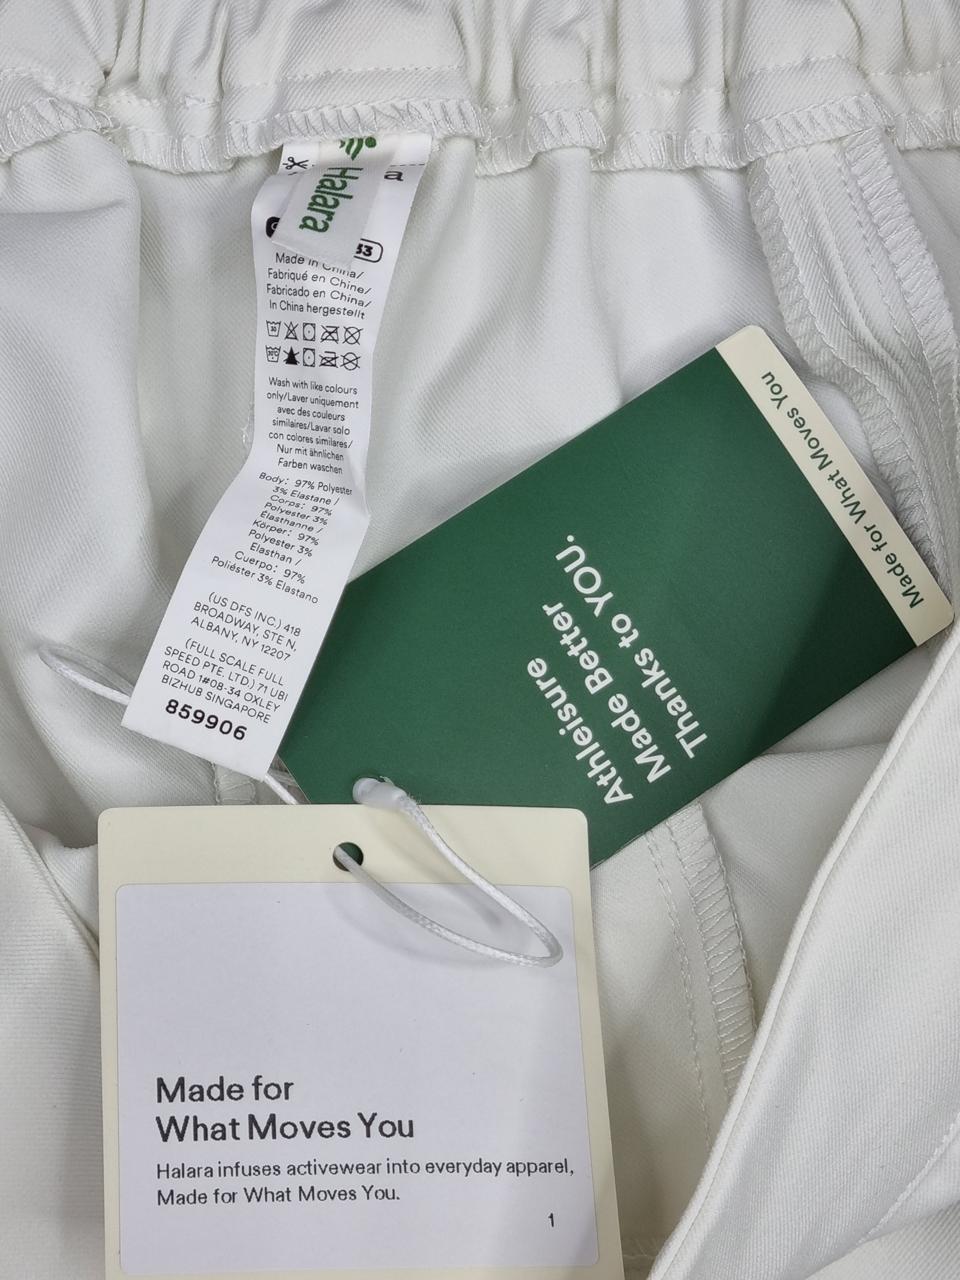 Halara
a
33
Made in China/
Fabriqué en Chine/
Fabricado en China/
In China hergestellt
Wash with like colours
only/Laver uniquement
avec des couleurs
similaires/Lavar solo
con colores similares/
Nur mit ähnlichen
Farben waschen
Body: 97% Polyester
3% Elastane /
Corps: 97%
Polyester 3%
Élasthanne /
Körper: 97%
Polyester 3%
Elasthan /
Cuerpo: 97%
Poliéster 3% Elastano
(US DFS INC.) 418
BROADWAY, STE N,
ALBANY, NY 12207
(FULL SCALE FULL
SPEED PTE. LTD.) 71 UBI
ROAD 1#08-34 OXLEY
BIZHUB SINGAPORE
859906
Made for What Moves You
Athleisure
Made Better
Thanks to YOU.
Made for
What Moves You
Halara infuses activewear into everyday apparel,
Made for What Moves You.
1